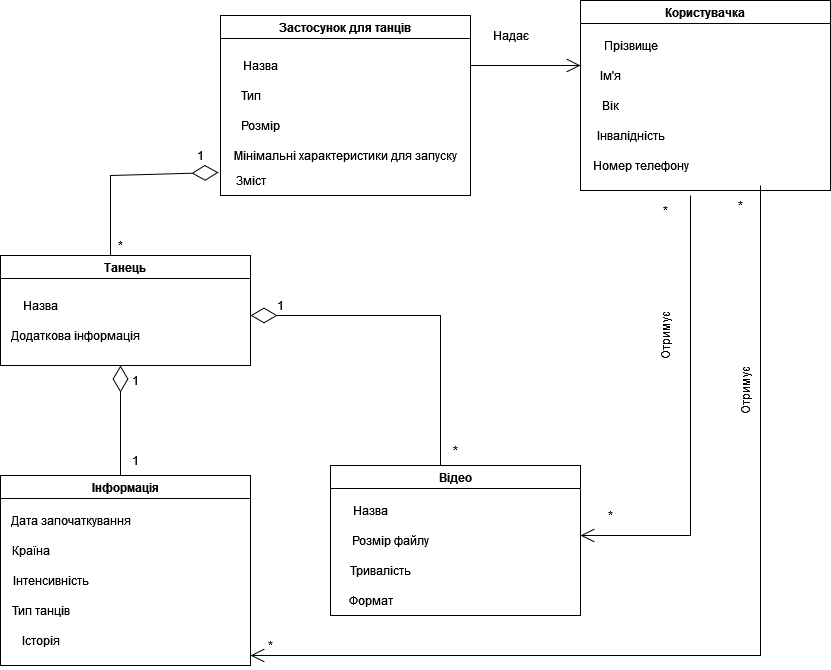 Застосунок для танців
Назва
Тип
Розмір
Мінімальні характеристики для запуску
Зміст
Надає
Користувачка
Прізвище
Ім'я
Вік
Інвалідність
Номер телефону
1
*
*
*
Танець
Назва
Додаткова інформація
1
1
Отримує
Отримує
1
*
Інформація
Дата започаткування
Країна
Інтенсивність
Тип танців
Історія
Відео
Назва
Розмір файлу
Тривалість
Формат
*
*